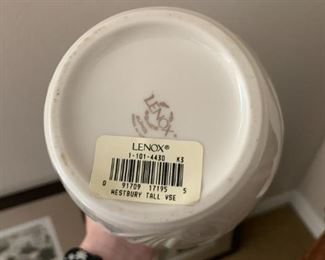 LENOX
LENOX®
1-101-4430 K3
0 91709 17195 5
WESTBURY TALL VSE